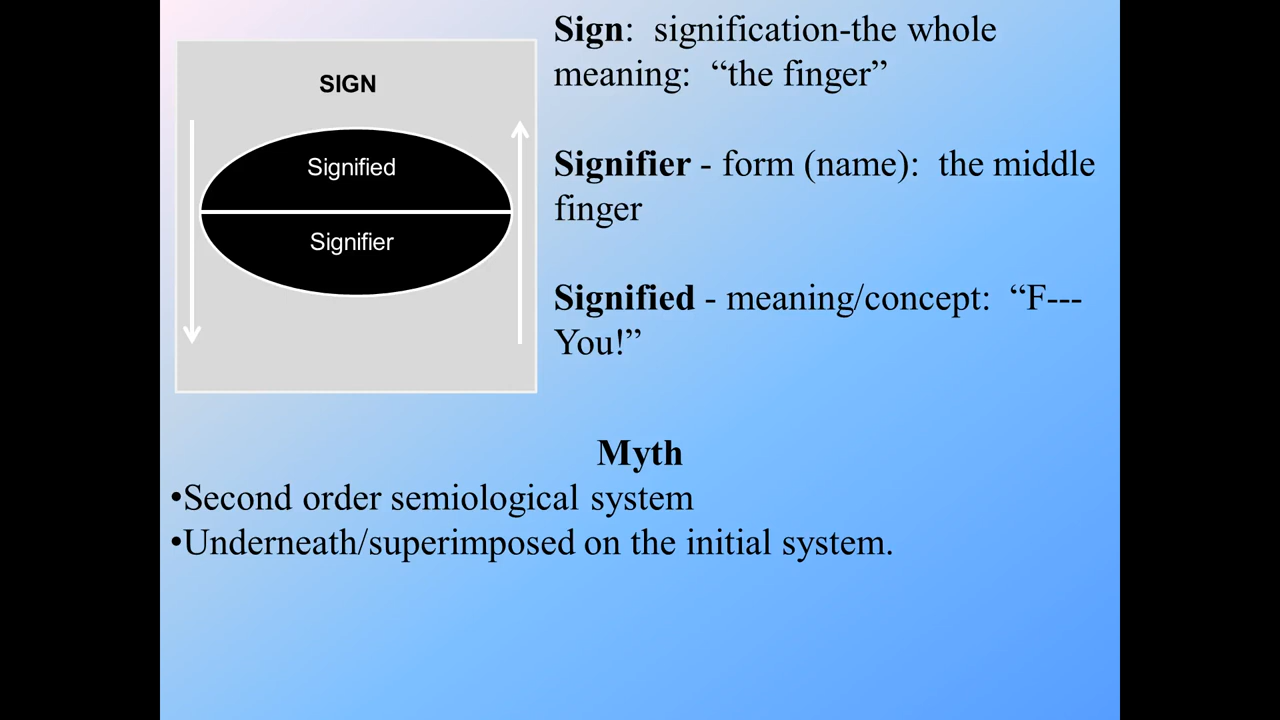 SIGN
Signified
Signifier
Sign:  signification-the whole
meaning:  “the finger”
Signifier - form (name):  the middle
finger
Signified - meaning/concept:  “F---
You!”
Myth
•Second order semiological system
•Underneath/superimposed on the initial system.